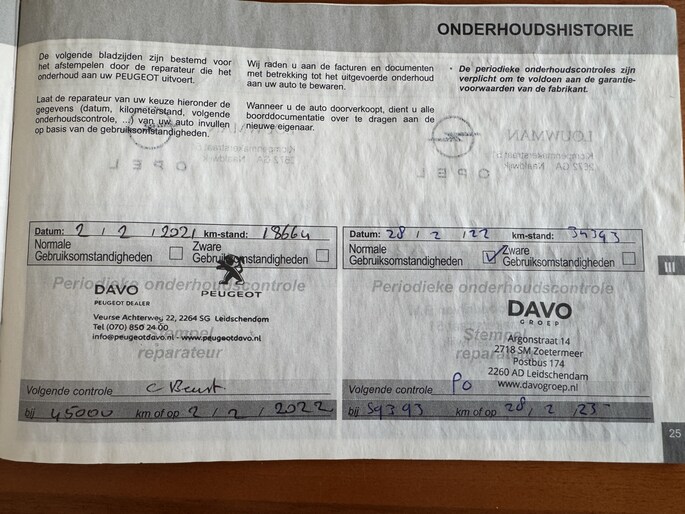 ONDERHOUDSHISTORIE
De volgende bladzijden zijn bestemd voor
het afstempelen door de reparateur die het
onderhoud aan uw PEUGEOT uitvoert.
Laat de reparateur van uw keuze hieronder de
gegevens (datum, kilometerstand, volgende
onderhoudscontrole, ...) van uw auto invullen
op basis van de gebruiksomstandigheden.
Wij raden u aan de facturen en documenten
met betrekking tot het uitgevoerde onderhoud
aan uw auto te bewaren.
Wanneer u de auto doorverkoopt, dient u alle
boorddocumentatie over te dragen aan de
nieuwe eigenaar.
• De periodieke onderhoudscontroles zijn
verplicht om te voldoen aan de garantie-
voorwaarden van de fabrikant.
Datum: 2 / 2 / 2021 km-stand: 18664
Normale Zware
Gebruiksomstandigheden Gebruiksomstandigheden
Periodieke onderhoudscontrole
DAVO
PEUGEOT DEALER
PEUGEOT
Veurse Achterweg 22, 2264 SG Leidschendam
Tel (070) 850 24 00
info@peugeotdavo.nl - www.peugeotdavo.nl
Stempel
reparateur
Volgende controle
bij 45000 km of op 2 / 2 / 2022
Datum: 28 / 2 / 22 km-stand: 34393
Normale Zware
Gebruiksomstandigheden Gebruiksomstandigheden
Periodieke onderhoudscontrole
DAVO
GROEP
Stempel
reparateur
Argonstraat 14
2718 SM Zoetermeer
Postbus 174
2260 AD Leidschendam
www.davogroep.nl
Volgende controle
bij 59393 km of op 28 / 2 / 23
III
25